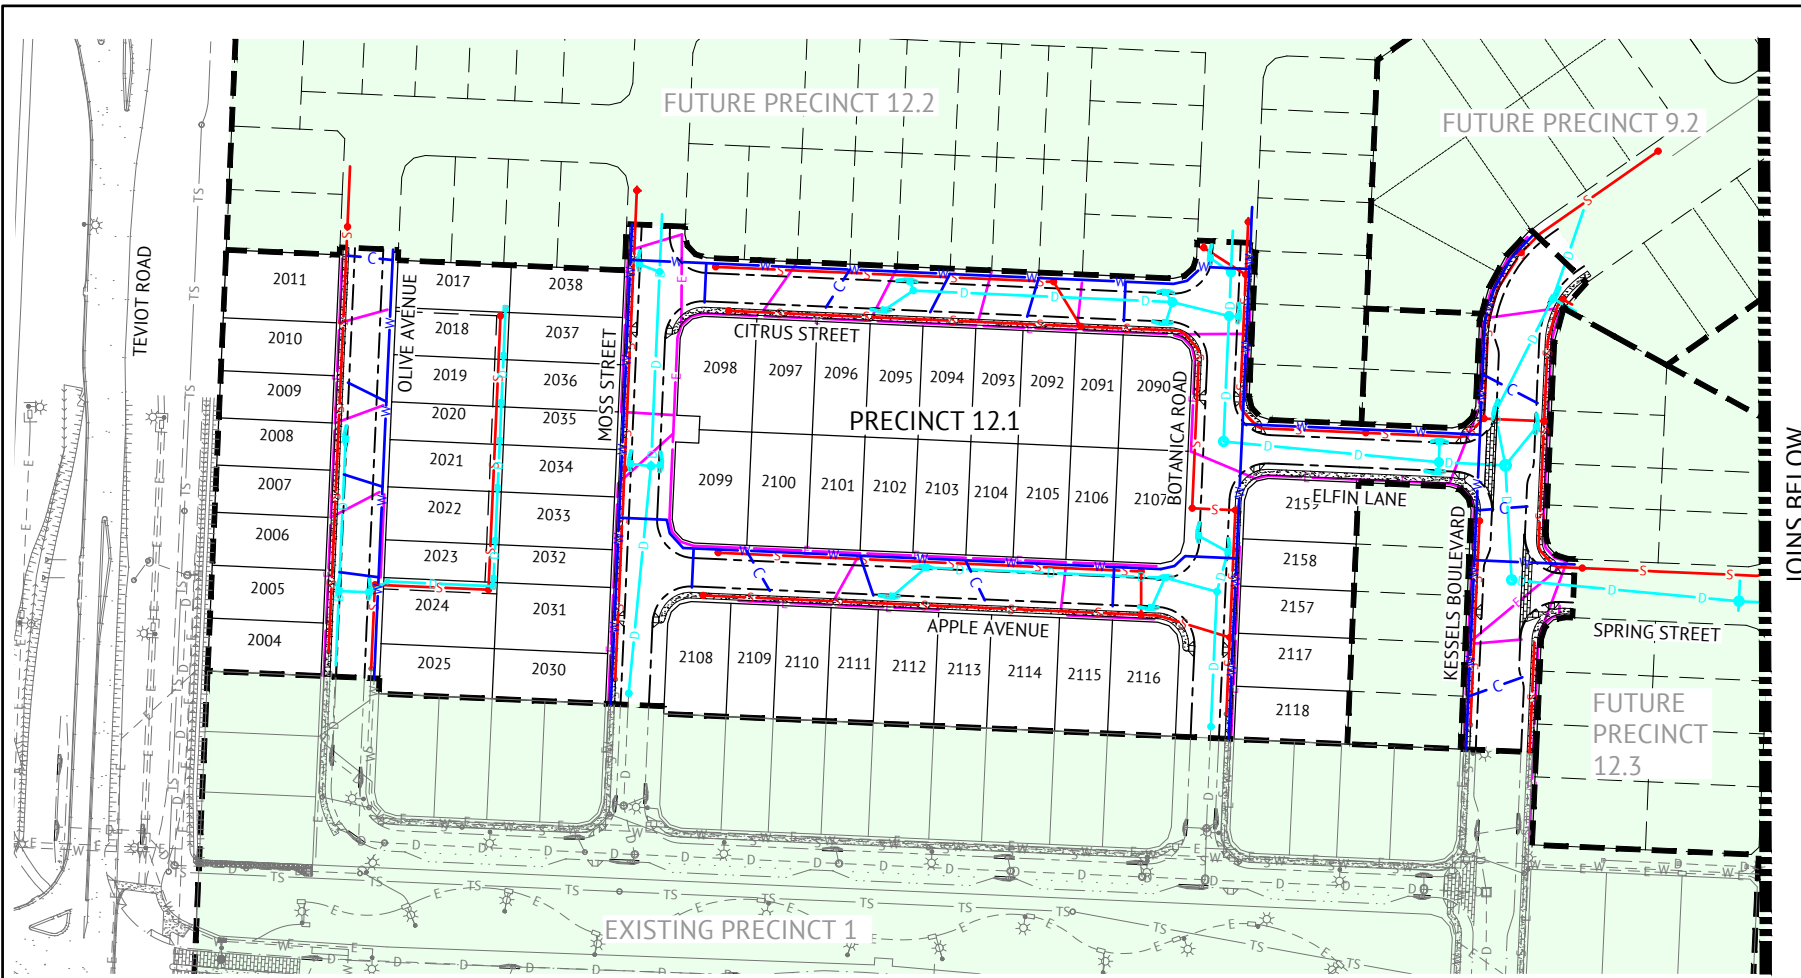 FUTURE PRECINCT 12.2
FUTURE PRECINCT 9.2
TEVIOT ROAD
OLIVE AVENUE
MOSS STREET
CITRUS STREET
PRECINCT 12.1
BOTANICA ROAD
ELFIN LANE
KESSELS BOULEVARD
APPLE AVENUE
SPRING STREET
FUTURE
PRECINCT
12.3
EXISTING PRECINCT 1
JOINS BELOW
2011
2010
2009
2008
2007
2006
2005
2004
2017
2018
2019
2020
2021
2022
2023
2024
2025
2038
2037
2036
2035
2034
2033
2032
2031
2030
2098 2097 2096 2095 2094 2093 2092 2091 2090
2099 2100 2101 2102 2103 2104 2105 2106 2107
2108 2109 2110 2111 2112 2113 2114 2115 2116
2158
2157
2117
2118